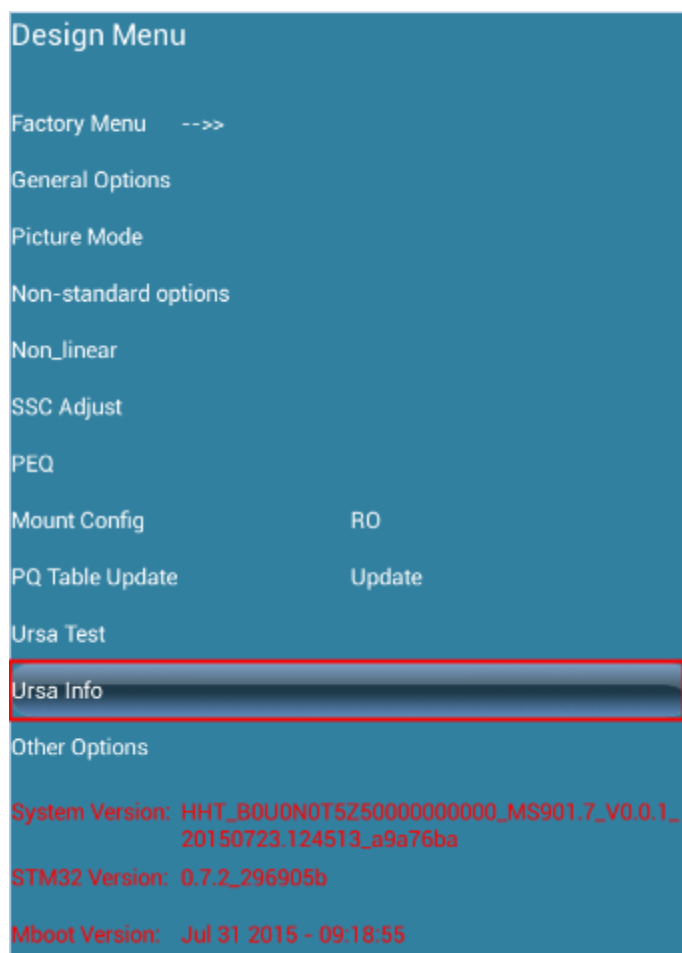 Design Menu
Factory Menu -->>
General Options
Picture Mode
Non-standard options
Non_linear
SSC Adjust
PEQ
Mount Config RO
PQ Table Update Update
Ursa Test
Ursa Info
Other Options
System Version: HHT_B0U0N0T5Z50000000000_MS901.7_V0.0.1_
20150723.124513_a9a76ba
STM32 Version: 0.7.2_296905b
Mboot Version: Jul 31 2015 - 09:18:55